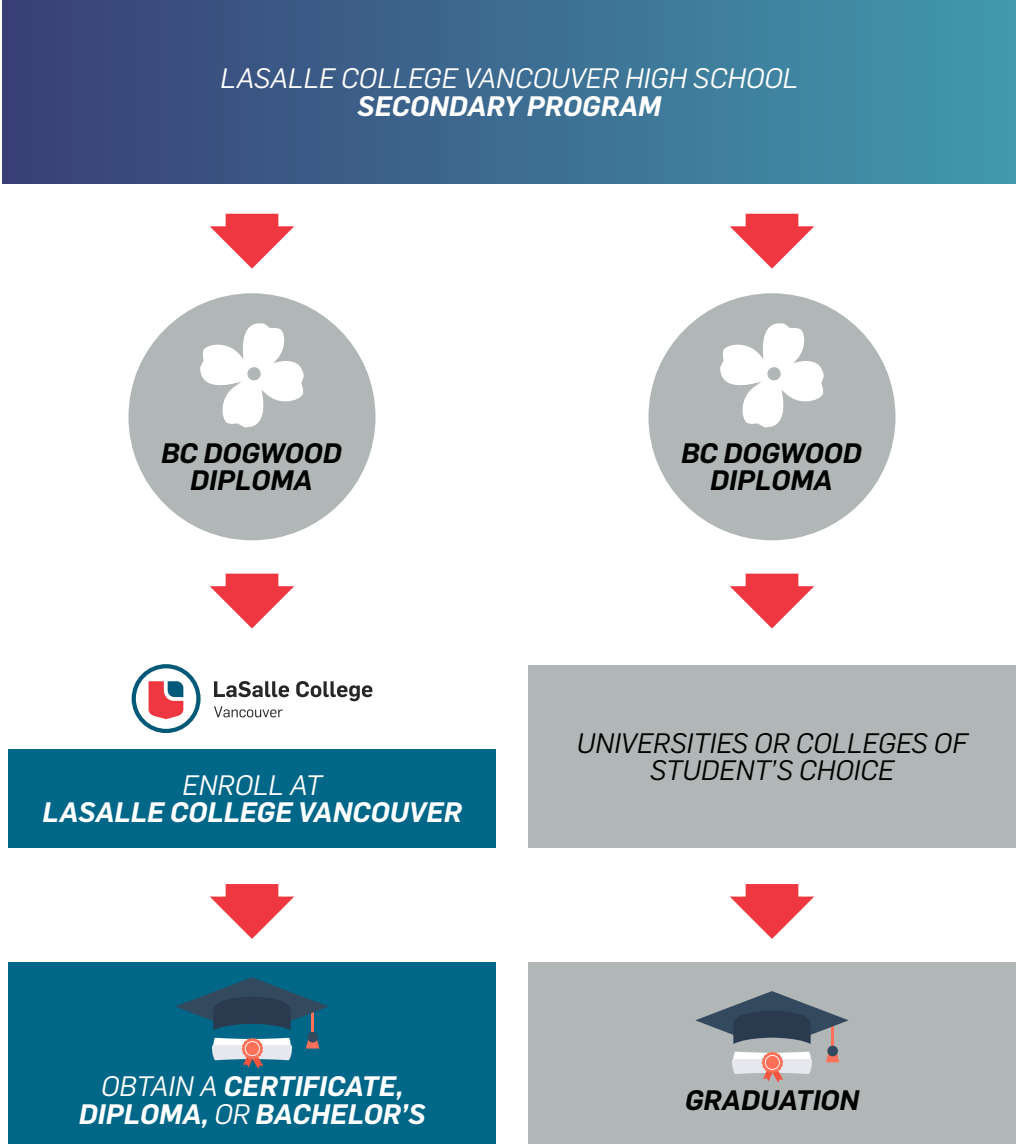 LASALLE COLLEGE VANCOUVER HIGH SCHOOL
SECONDARY PROGRAM
BC DOGWOOD
DIPLOMA
BC DOGWOOD
DIPLOMA
LaSalle College
Vancouver
ENROLL AT
LASALLE COLLEGE VANCOUVER
UNIVERSITIES OR COLLEGES OF
STUDENT'S CHOICE
OBTAIN A CERTIFICATE,
DIPLOMA, OR BACHELOR'S
GRADUATION